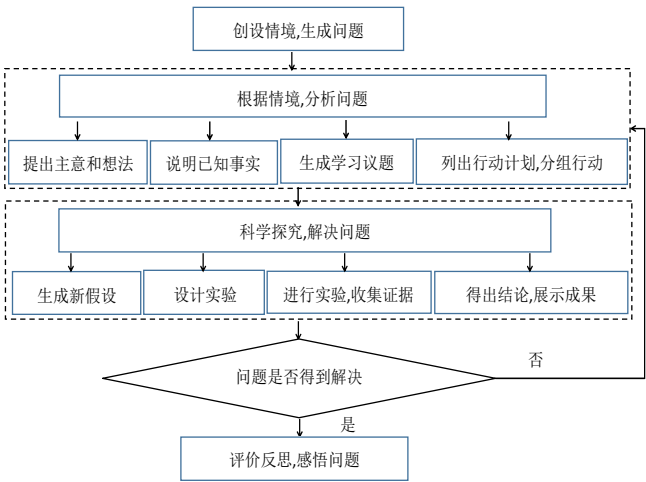 创设情境,生成问题
根据情境,分析问题
提出主意和想法
说明已知事实
生成学习议题
列出行动计划,分组行动
科学探究,解决问题
生成新假设
设计实验
进行实验,收集证据
得出结论,展示成果
问题是否得到解决
否
是
评价反思,感悟问题